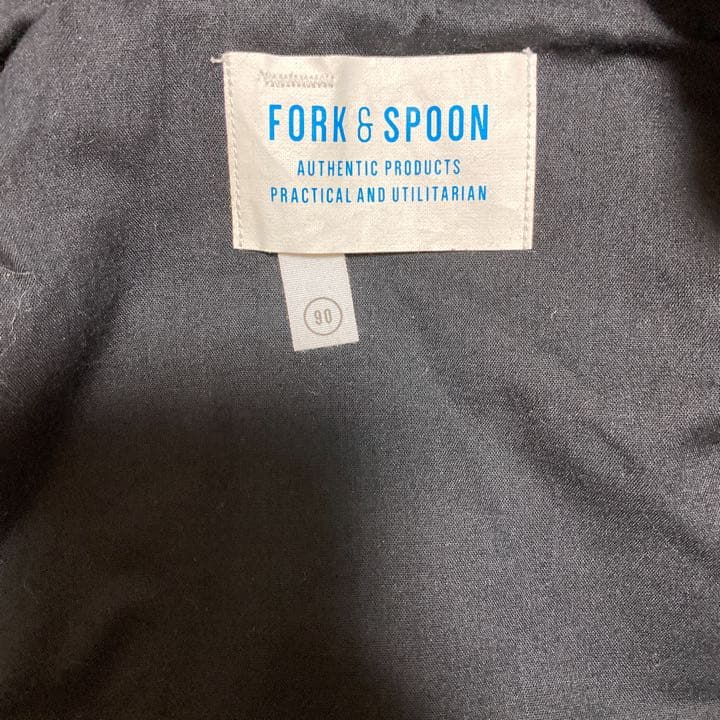 FORK & SPOON
AUTHENTIC PRODUCTS
PRACTICAL AND UTILITARIAN
90